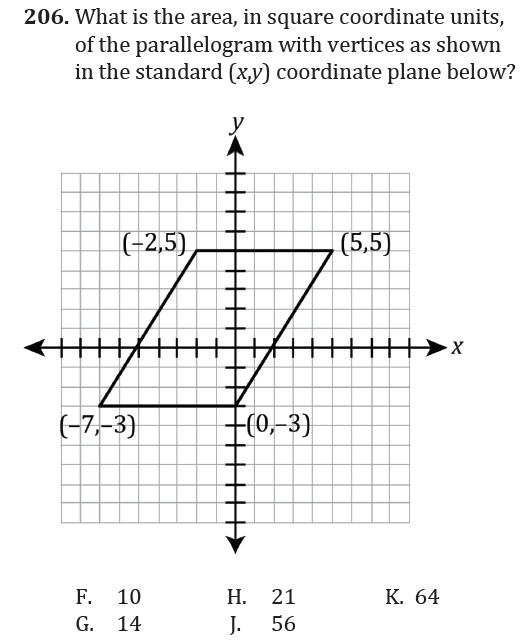 206. What is the area, in square coordinate units,
of the parallelogram with vertices as shown
in the standard (x,y) coordinate plane below?
y
(−2,5)
(5,5)
x
(−7,−3)
(0,−3)
F. 10
H. 21
K. 64
G. 14
J. 56